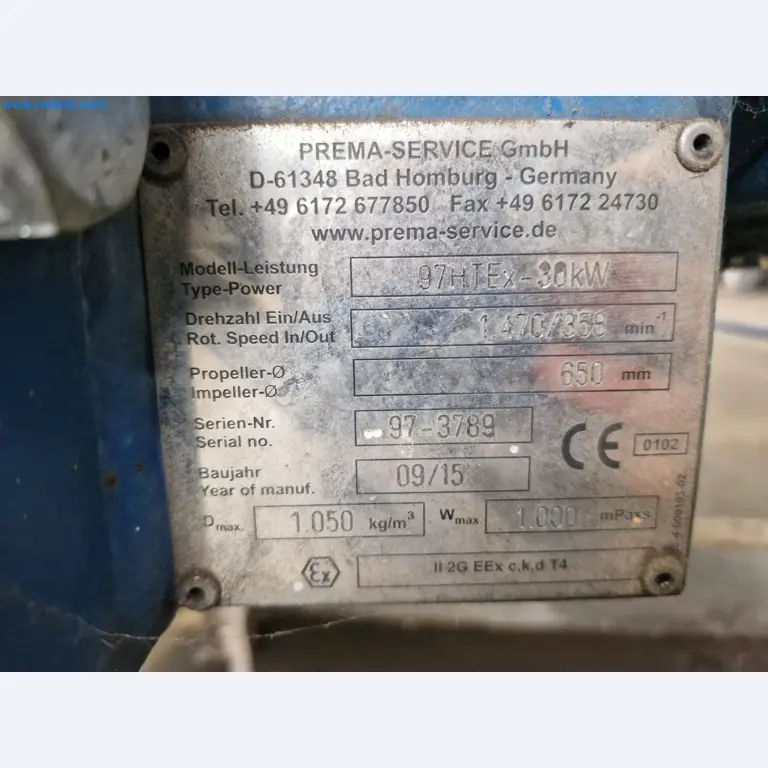 PREMA-SERVICE GmbH
D-61348 Bad Homburg - Germany
Tel. +49 6172 677850 Fax +49 6172 24730
www.prema-service.de
Modell-Leistung
Type-Power
97HTEx-30kW
Drehzahl Ein/Aus
Rot. Speed In/Out
1.470/358 min⁻¹
Propeller-Ø
Impeller-Ø
650 mm
Serien-Nr.
Serial no.
97-3789
CE 0102
Baujahr
Year of manuf.
09/15
Dmax. 1.050 kg/m³ Wmax. 1.000 mPaxs
Ex II 2G EEx c,k,d T4